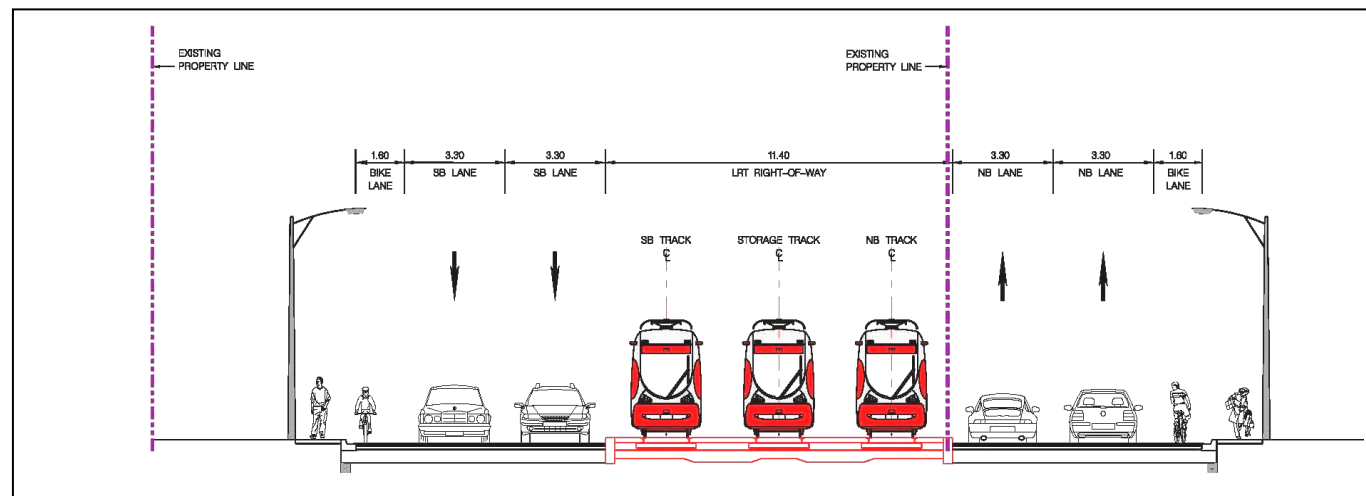 EXISTING
PROPERTY LINE
EXISTING
PROPERTY LINE
1.60
3.30
3.30
11.40
3.30
3.30
1.60
BIKE
LANE
SB LANE
SB LANE
LRT RIGHT-OF-WAY
NB LANE
NB LANE
BIKE
LANE
SB TRACK
STORAGE TRACK
NB TRACK
℄
℄
℄